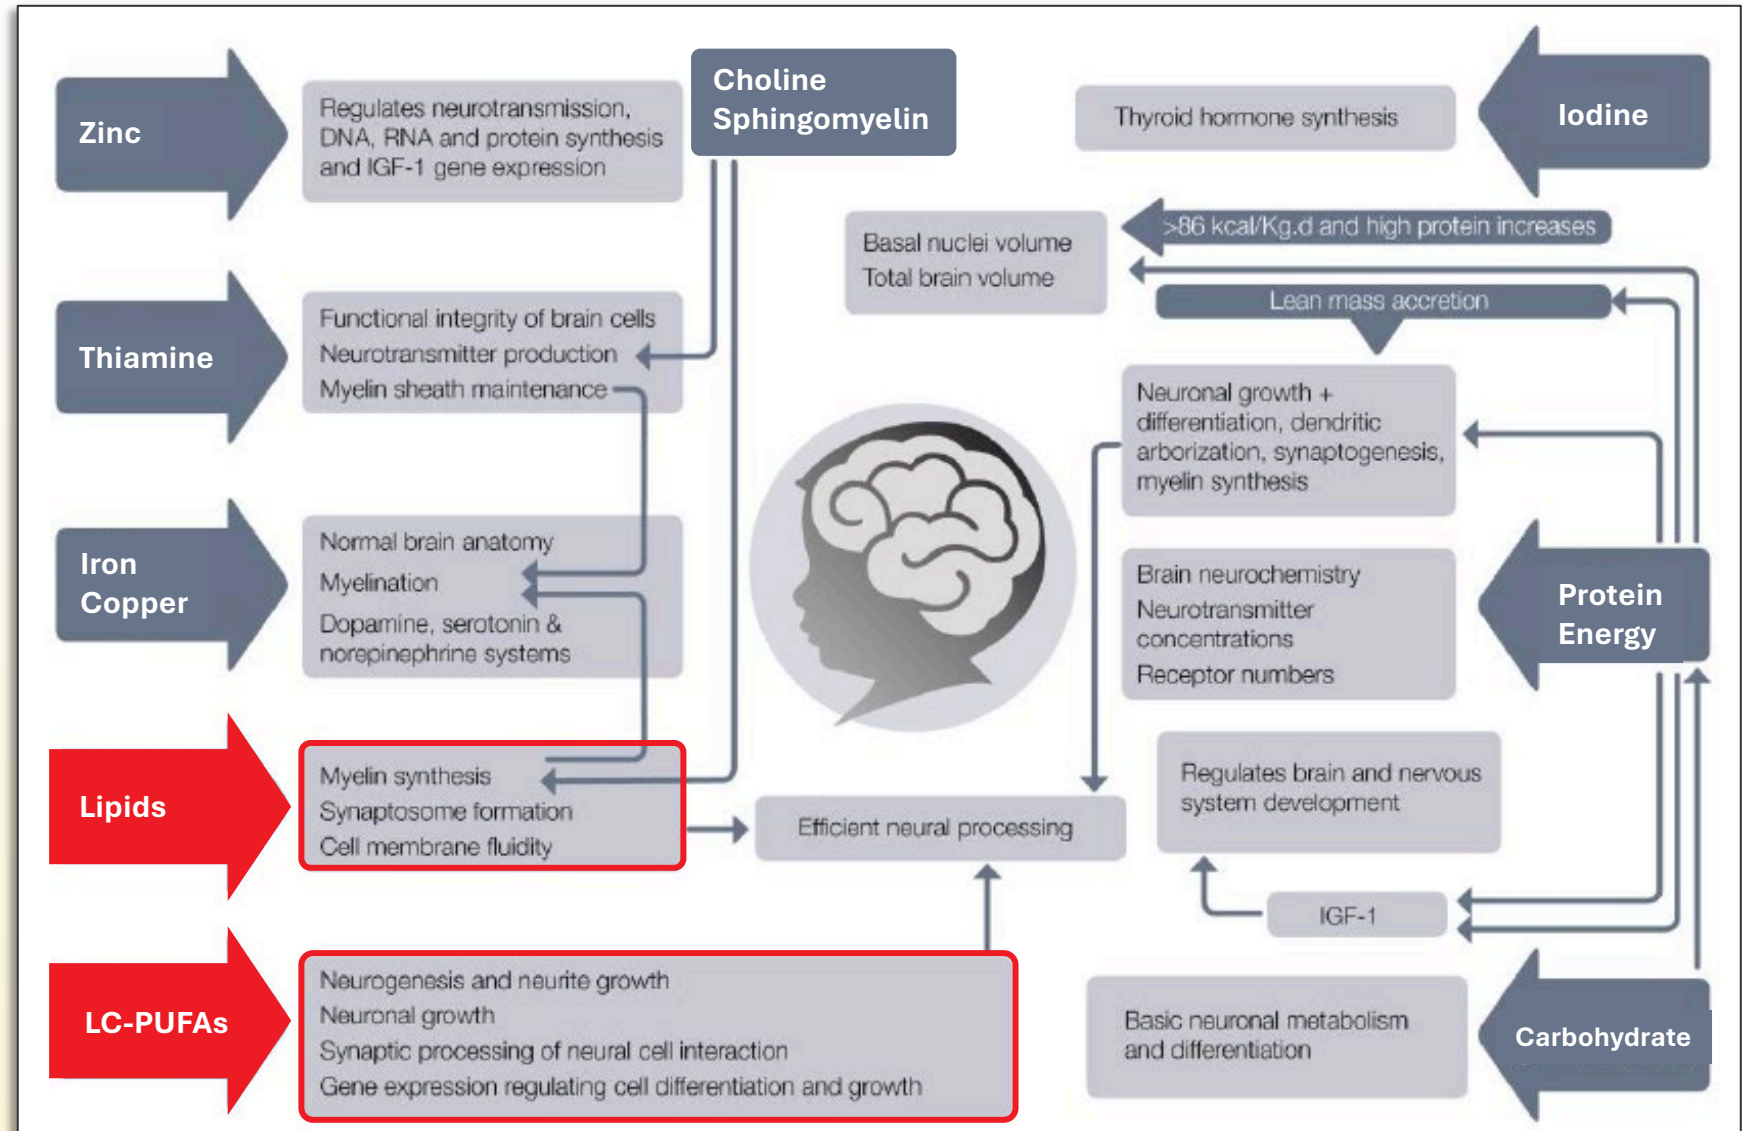 Zinc
Regulates neurotransmission,
DNA, RNA and protein synthesis
and IGF-1 gene expression
Choline
Sphingomyelin
Thyroid hormone synthesis
Iodine
Basal nuclei volume
Total brain volume
>86 kcal/Kg.d and high protein increases
Lean mass accretion
Thiamine
Functional integrity of brain cells
Neurotransmitter production
Myelin sheath maintenance
Neuronal growth +
differentiation, dendritic
arborization, synaptogenesis,
myelin synthesis
Iron
Copper
Normal brain anatomy
Myelination
Dopamine, serotonin &
norepinephrine systems
Brain neurochemistry
Neurotransmitter
concentrations
Receptor numbers
Protein
Energy
Lipids
Myelin synthesis
Synaptosome formation
Cell membrane fluidity
Efficient neural processing
Regulates brain and nervous
system development
IGF-1
LC-PUFAs
Neurogenesis and neurite growth
Neuronal growth
Synaptic processing of neural cell interaction
Gene expression regulating cell differentiation and growth
Basic neuronal metabolism
and differentiation
Carbohydrate